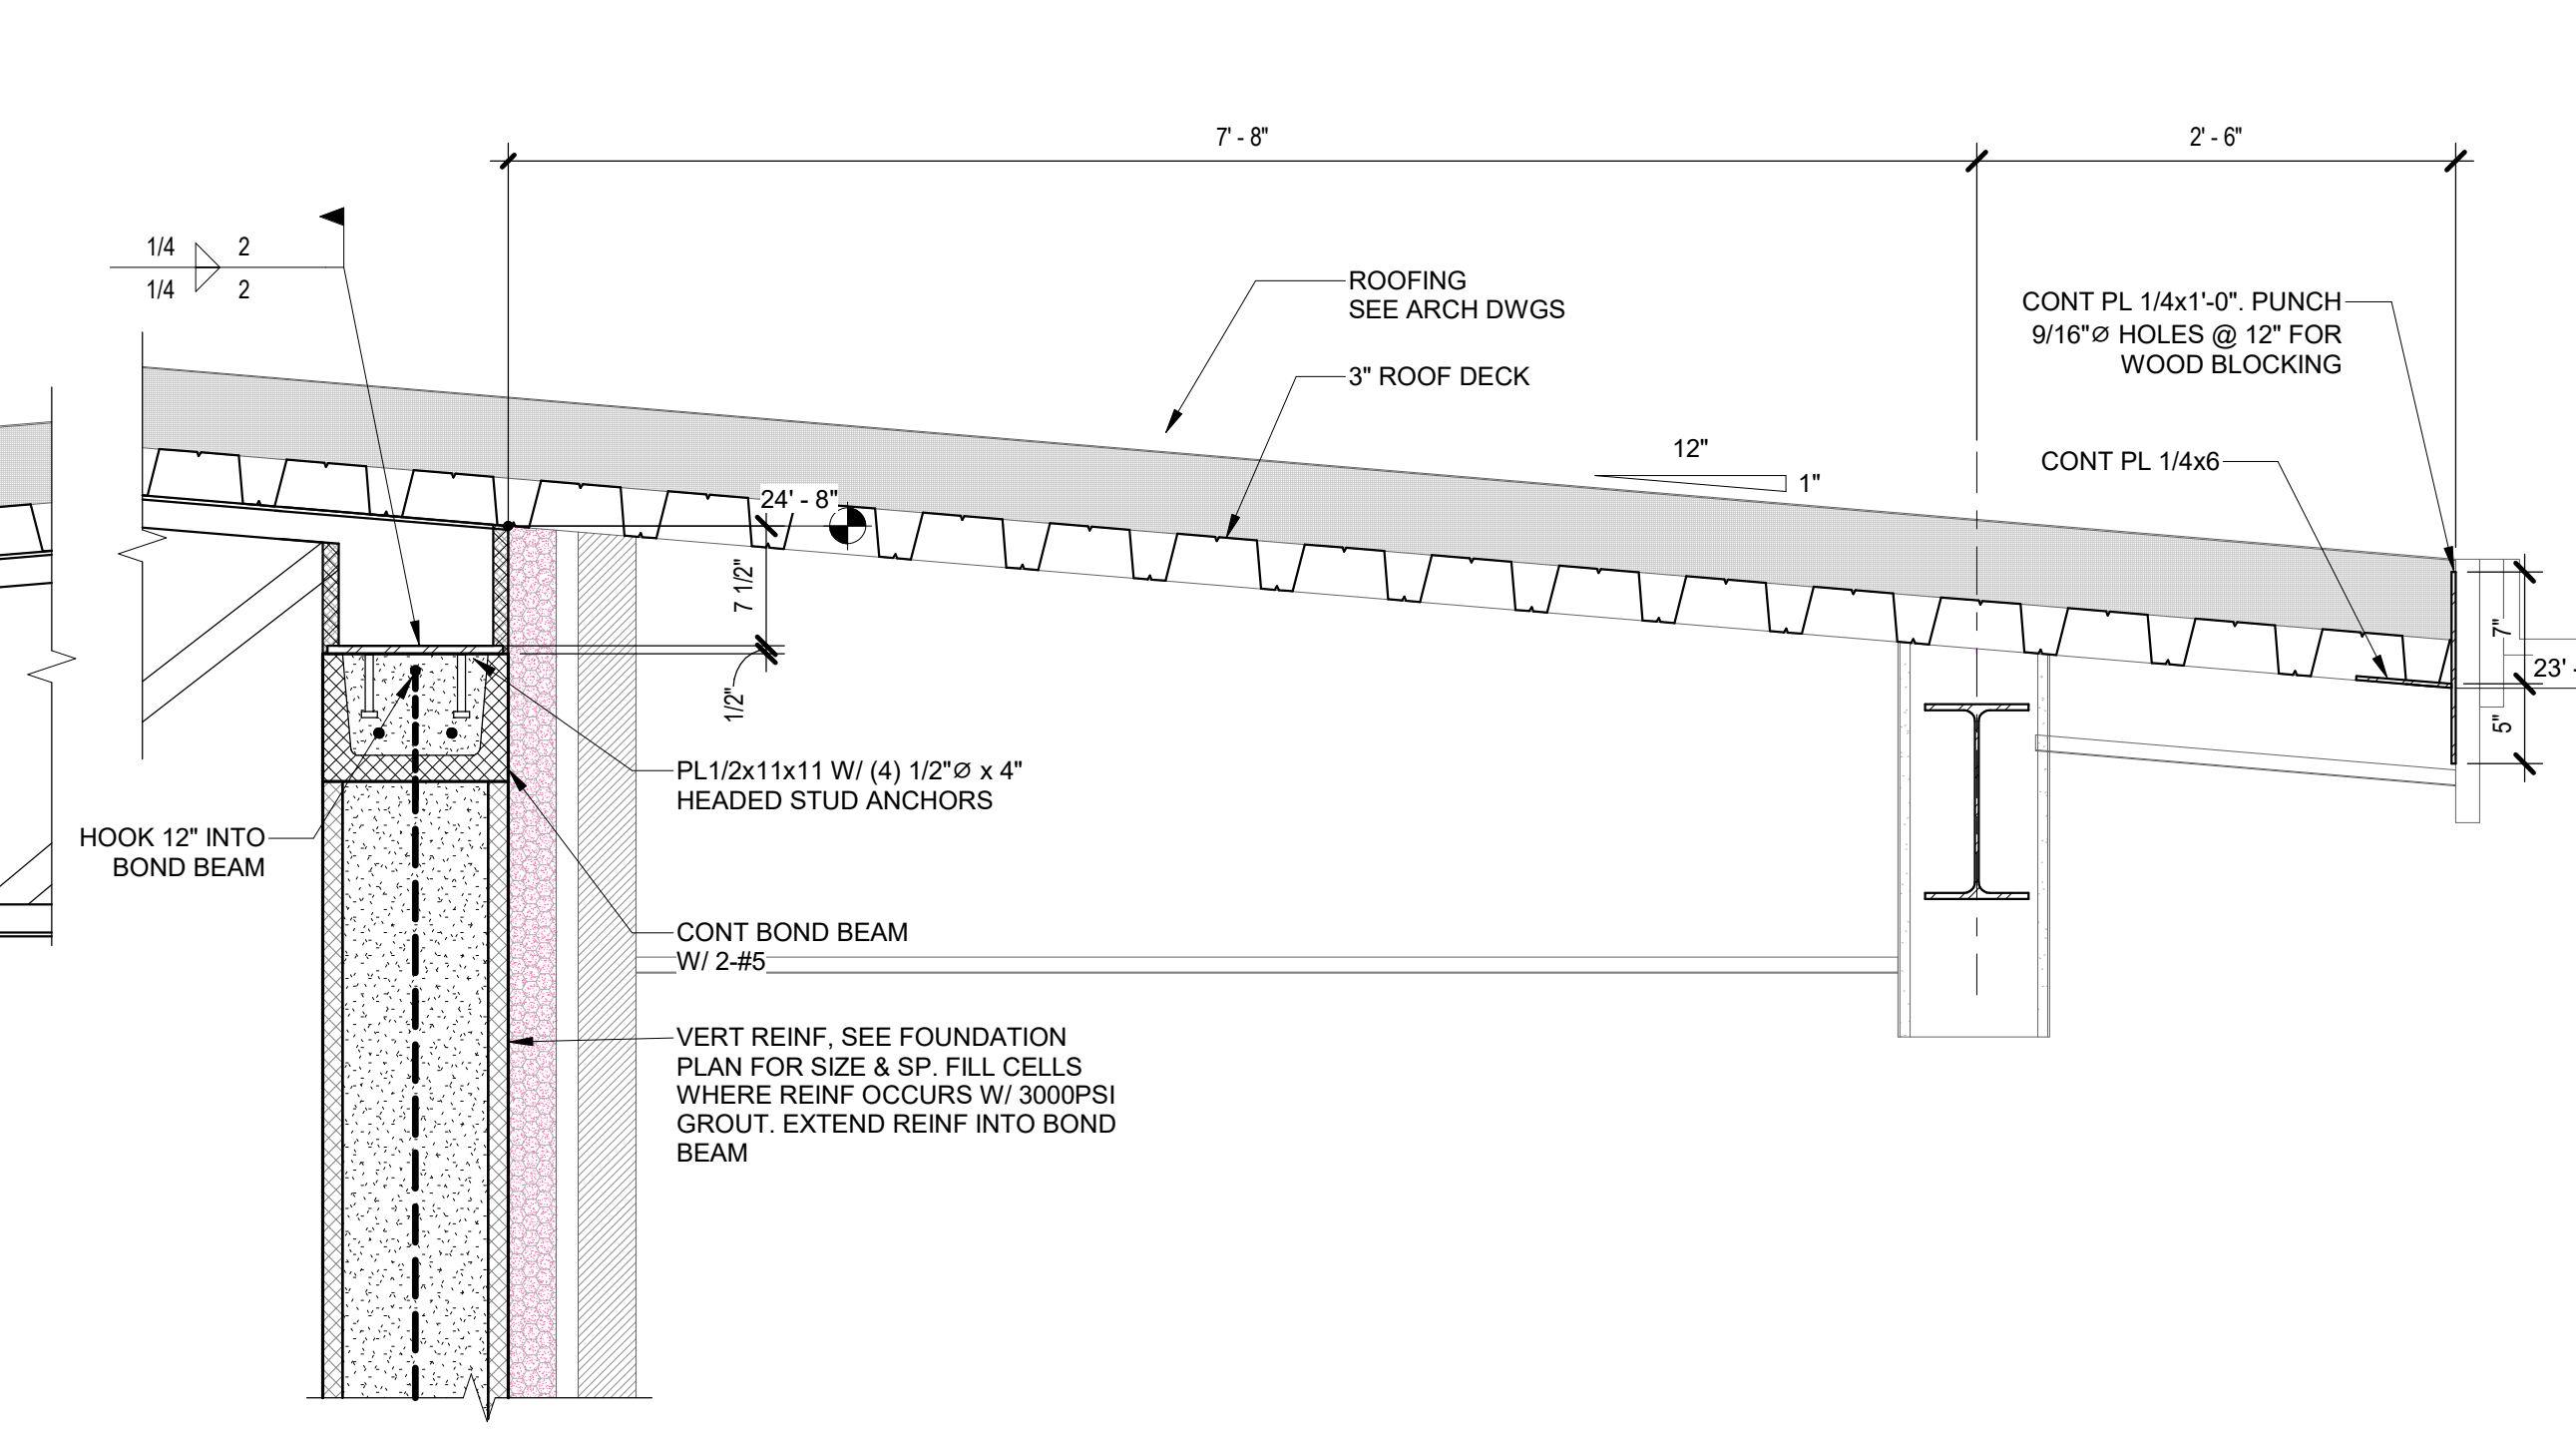 7' - 8"
2' - 6"
1/4 2
1/4 2
ROOFING
SEE ARCH DWGS
3" ROOF DECK
CONT PL 1/4x1'-0". PUNCH
9/16"∅ HOLES @ 12" FOR
WOOD BLOCKING
12"
1"
CONT PL 1/4x6
24' - 8"
7 1/2"
1/2"
7"
23' -
5"
PL1/2x11x11 W/ (4) 1/2"∅ x 4"
HEADED STUD ANCHORS
HOOK 12" INTO
BOND BEAM
CONT BOND BEAM
W/ 2-#5
VERT REINF, SEE FOUNDATION
PLAN FOR SIZE & SP. FILL CELLS
WHERE REINF OCCURS W/ 3000PSI
GROUT. EXTEND REINF INTO BOND
BEAM